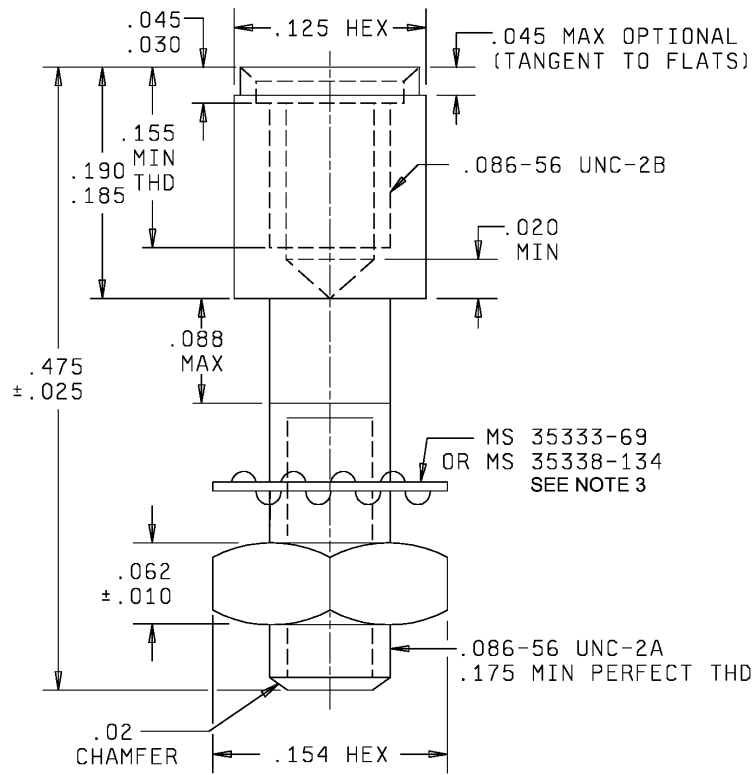 .045
.030
.125 HEX
.045 MAX OPTIONAL
(TANGENT TO FLATS)
.155
MIN
THD
.190
.185
.086-56 UNC-2B
.020
MIN
.088
MAX
.475
±.025
MS 35333-69
OR MS 35338-134
SEE NOTE 3
.062
±.010
.086-56 UNC-2A
.175 MIN PERFECT THD
.02
CHAMFER
.154 HEX